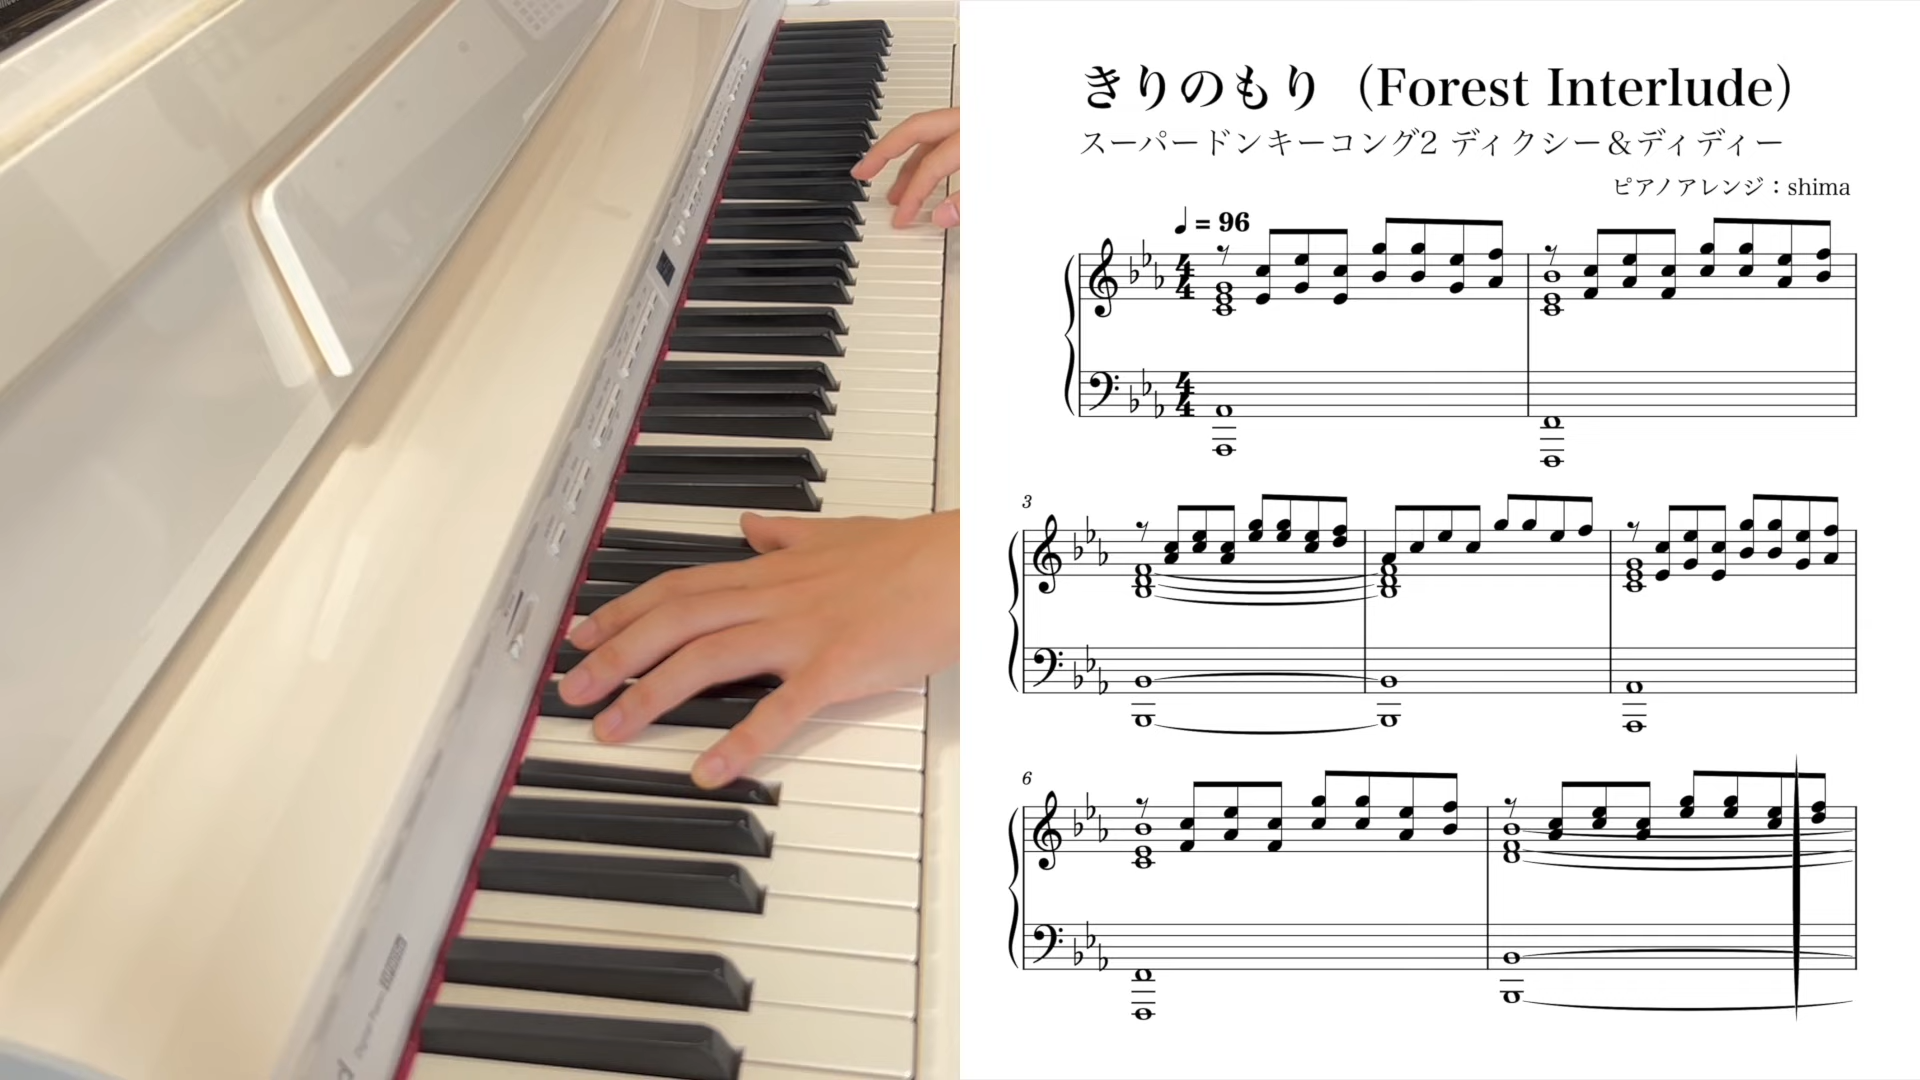 きりのもり（Forest Interlude）
スーパードンキーコング2 ディクシー＆ディディー
ピアノアレンジ：shima
♩ = 96
3
6